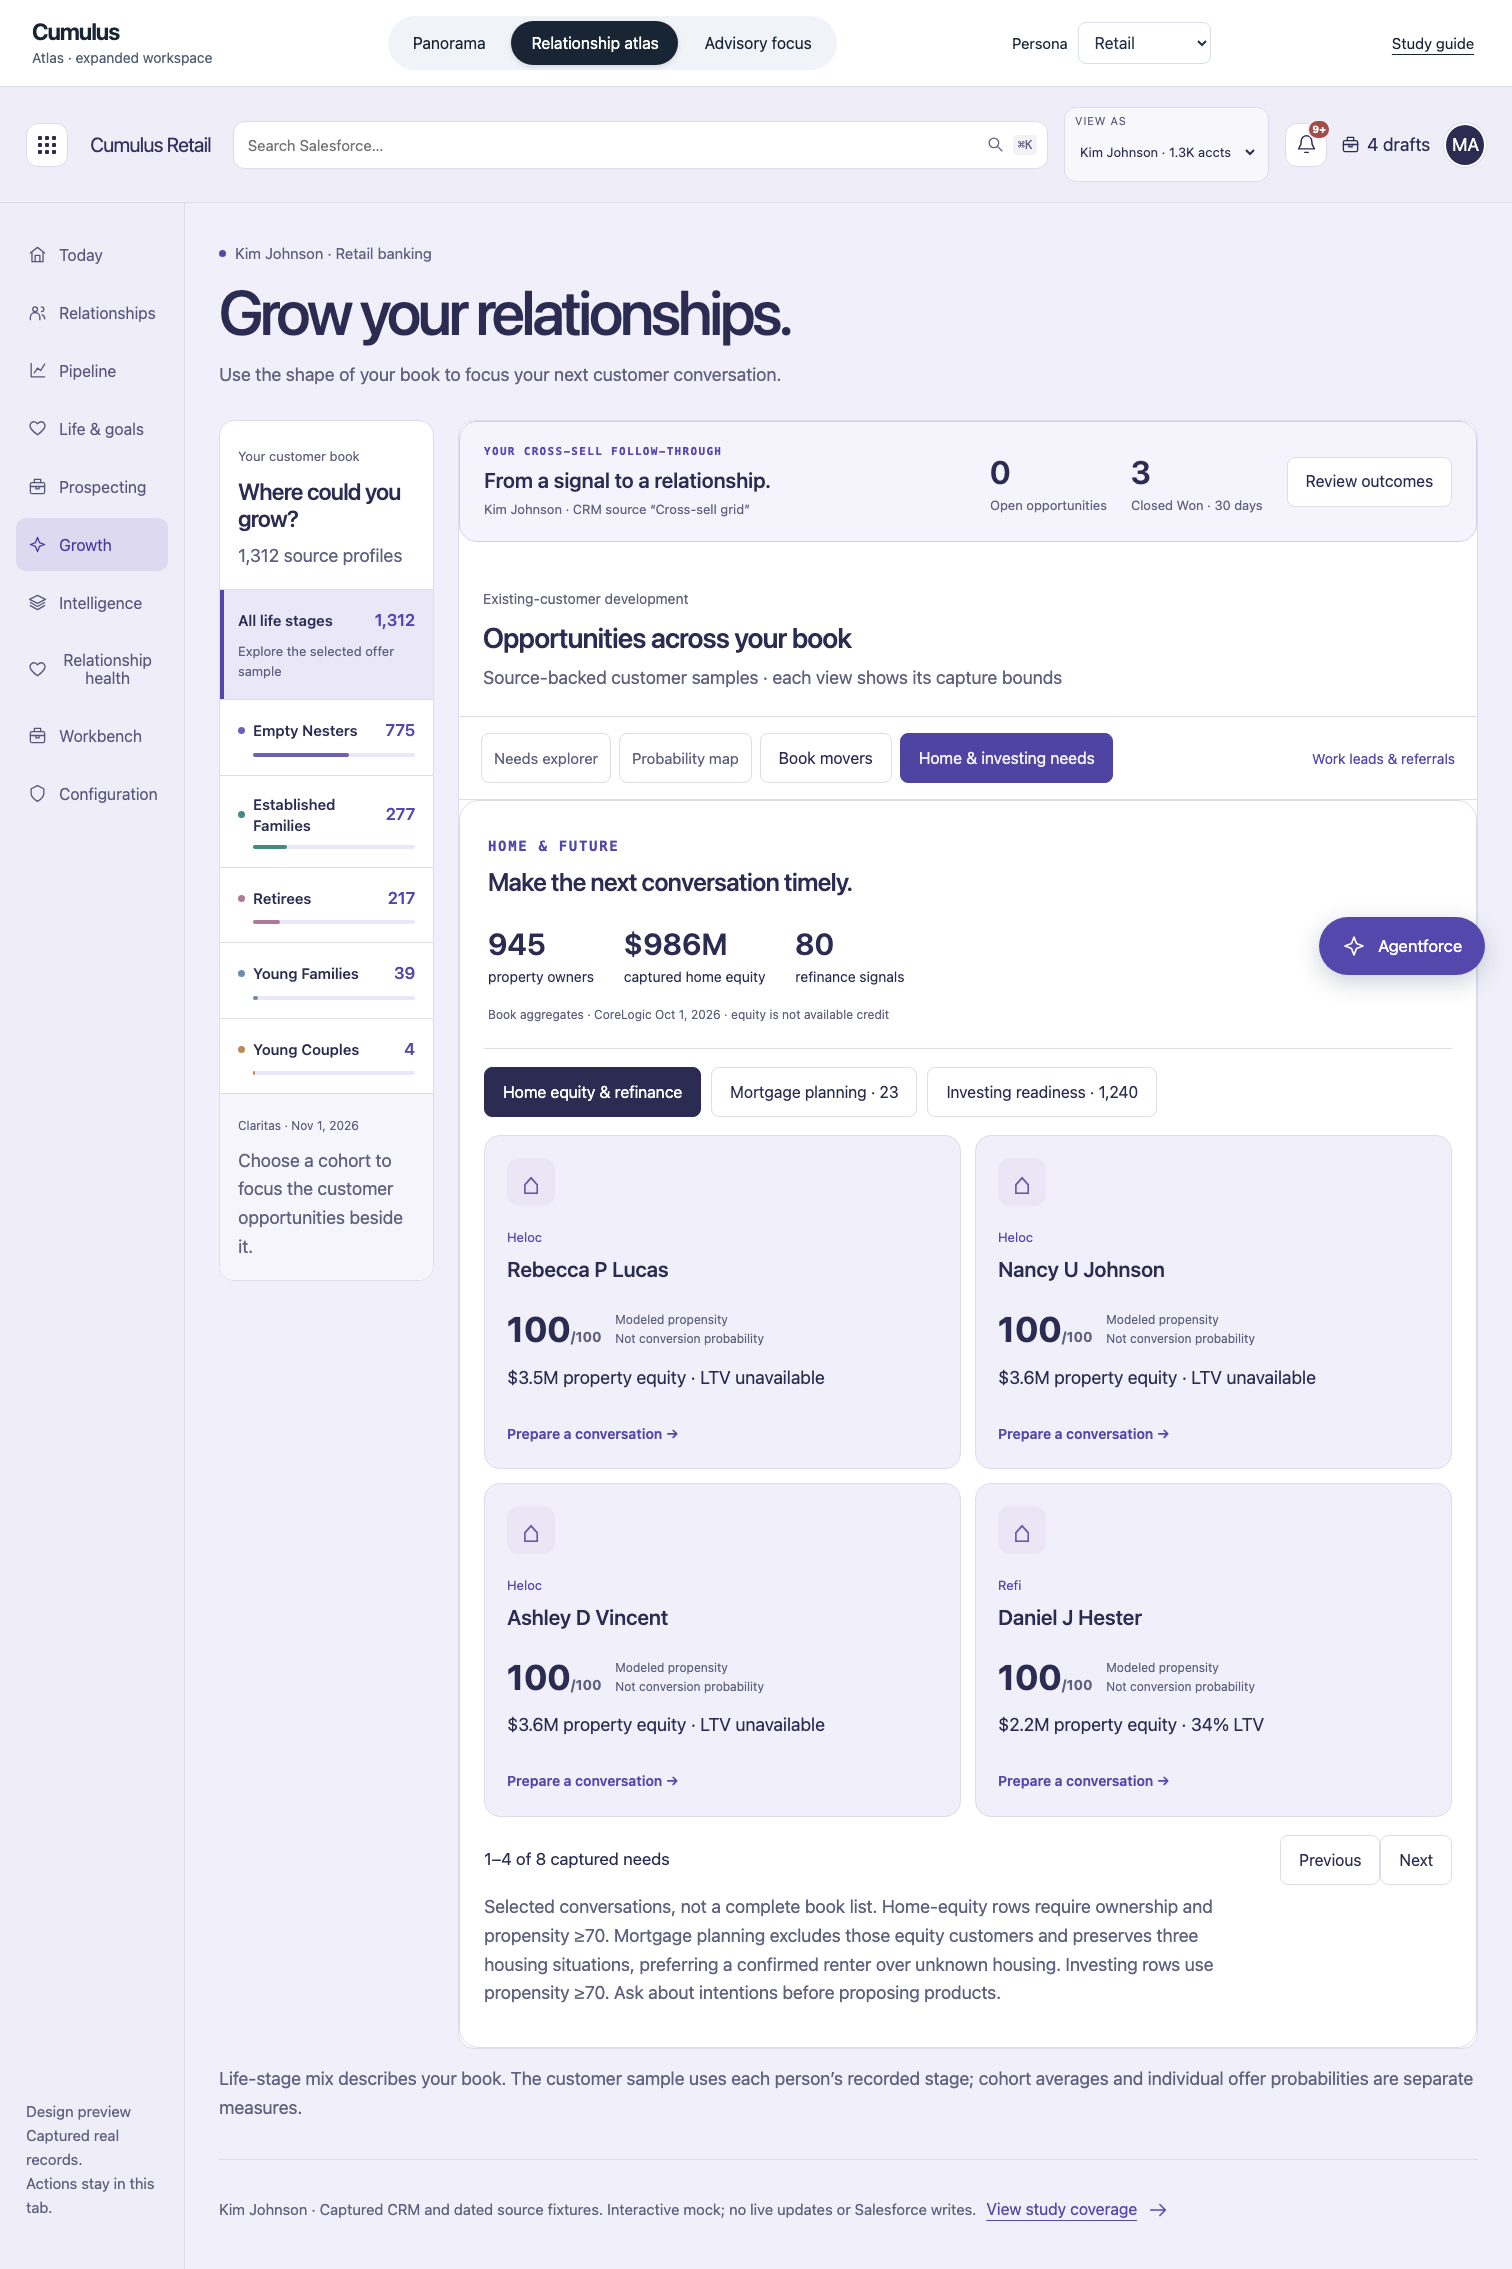 Cumulus
Atlas · expanded workspace
Panorama
Relationship atlas
Advisory focus
Persona
Retail
Study guide
Cumulus Retail
Search Salesforce...
⌘K
VIEW AS
Kim Johnson · 1.3K accts
9+
4 drafts
MA
Today
Relationships
Pipeline
Life & goals
Prospecting
Growth
Intelligence
Relationship
health
Workbench
Configuration
Kim Johnson · Retail banking
Grow your relationships.
Use the shape of your book to focus your next customer conversation.
Your customer book
Where could you
grow?
1,312 source profiles
All life stages 1,312
Explore the selected offer
sample
Empty Nesters 775
Established
Families 277
Retirees 217
Young Families 39
Young Couples 4
Claritas · Nov 1, 2026
Choose a cohort to
focus the customer
opportunities beside
it.
YOUR CROSS-SELL FOLLOW-THROUGH
From a signal to a relationship.
Kim Johnson · CRM source “Cross-sell grid”
0
Open opportunities
3
Closed Won · 30 days
Review outcomes
Existing-customer development
Opportunities across your book
Source-backed customer samples · each view shows its capture bounds
Needs explorer
Probability map
Book movers
Home & investing needs
Work leads & referrals
HOME & FUTURE
Make the next conversation timely.
945
property owners
$986M
captured home equity
80
refinance signals
Book aggregates · CoreLogic Oct 1, 2026 · equity is not available credit
Agentforce
Home equity & refinance
Mortgage planning · 23
Investing readiness · 1,240
Heloc
Rebecca P Lucas
100/100
Modeled propensity
Not conversion probability
$3.5M property equity · LTV unavailable
Prepare a conversation →
Heloc
Nancy U Johnson
100/100
Modeled propensity
Not conversion probability
$3.6M property equity · LTV unavailable
Prepare a conversation →
Heloc
Ashley D Vincent
100/100
Modeled propensity
Not conversion probability
$3.6M property equity · LTV unavailable
Prepare a conversation →
Refi
Daniel J Hester
100/100
Modeled propensity
Not conversion probability
$2.2M property equity · 34% LTV
Prepare a conversation →
1–4 of 8 captured needs
Previous
Next
Selected conversations, not a complete book list. Home-equity rows require ownership and
propensity ≥70. Mortgage planning excludes those equity customers and preserves three
housing situations, preferring a confirmed renter over unknown housing. Investing rows use
propensity ≥70. Ask about intentions before proposing products.
Life-stage mix describes your book. The customer sample uses each person’s recorded stage; cohort averages and individual offer probabilities are separate
measures.
Design preview
Captured real
records.
Actions stay in this
tab.
Kim Johnson · Captured CRM and dated source fixtures. Interactive mock; no live updates or Salesforce writes.
View study coverage →